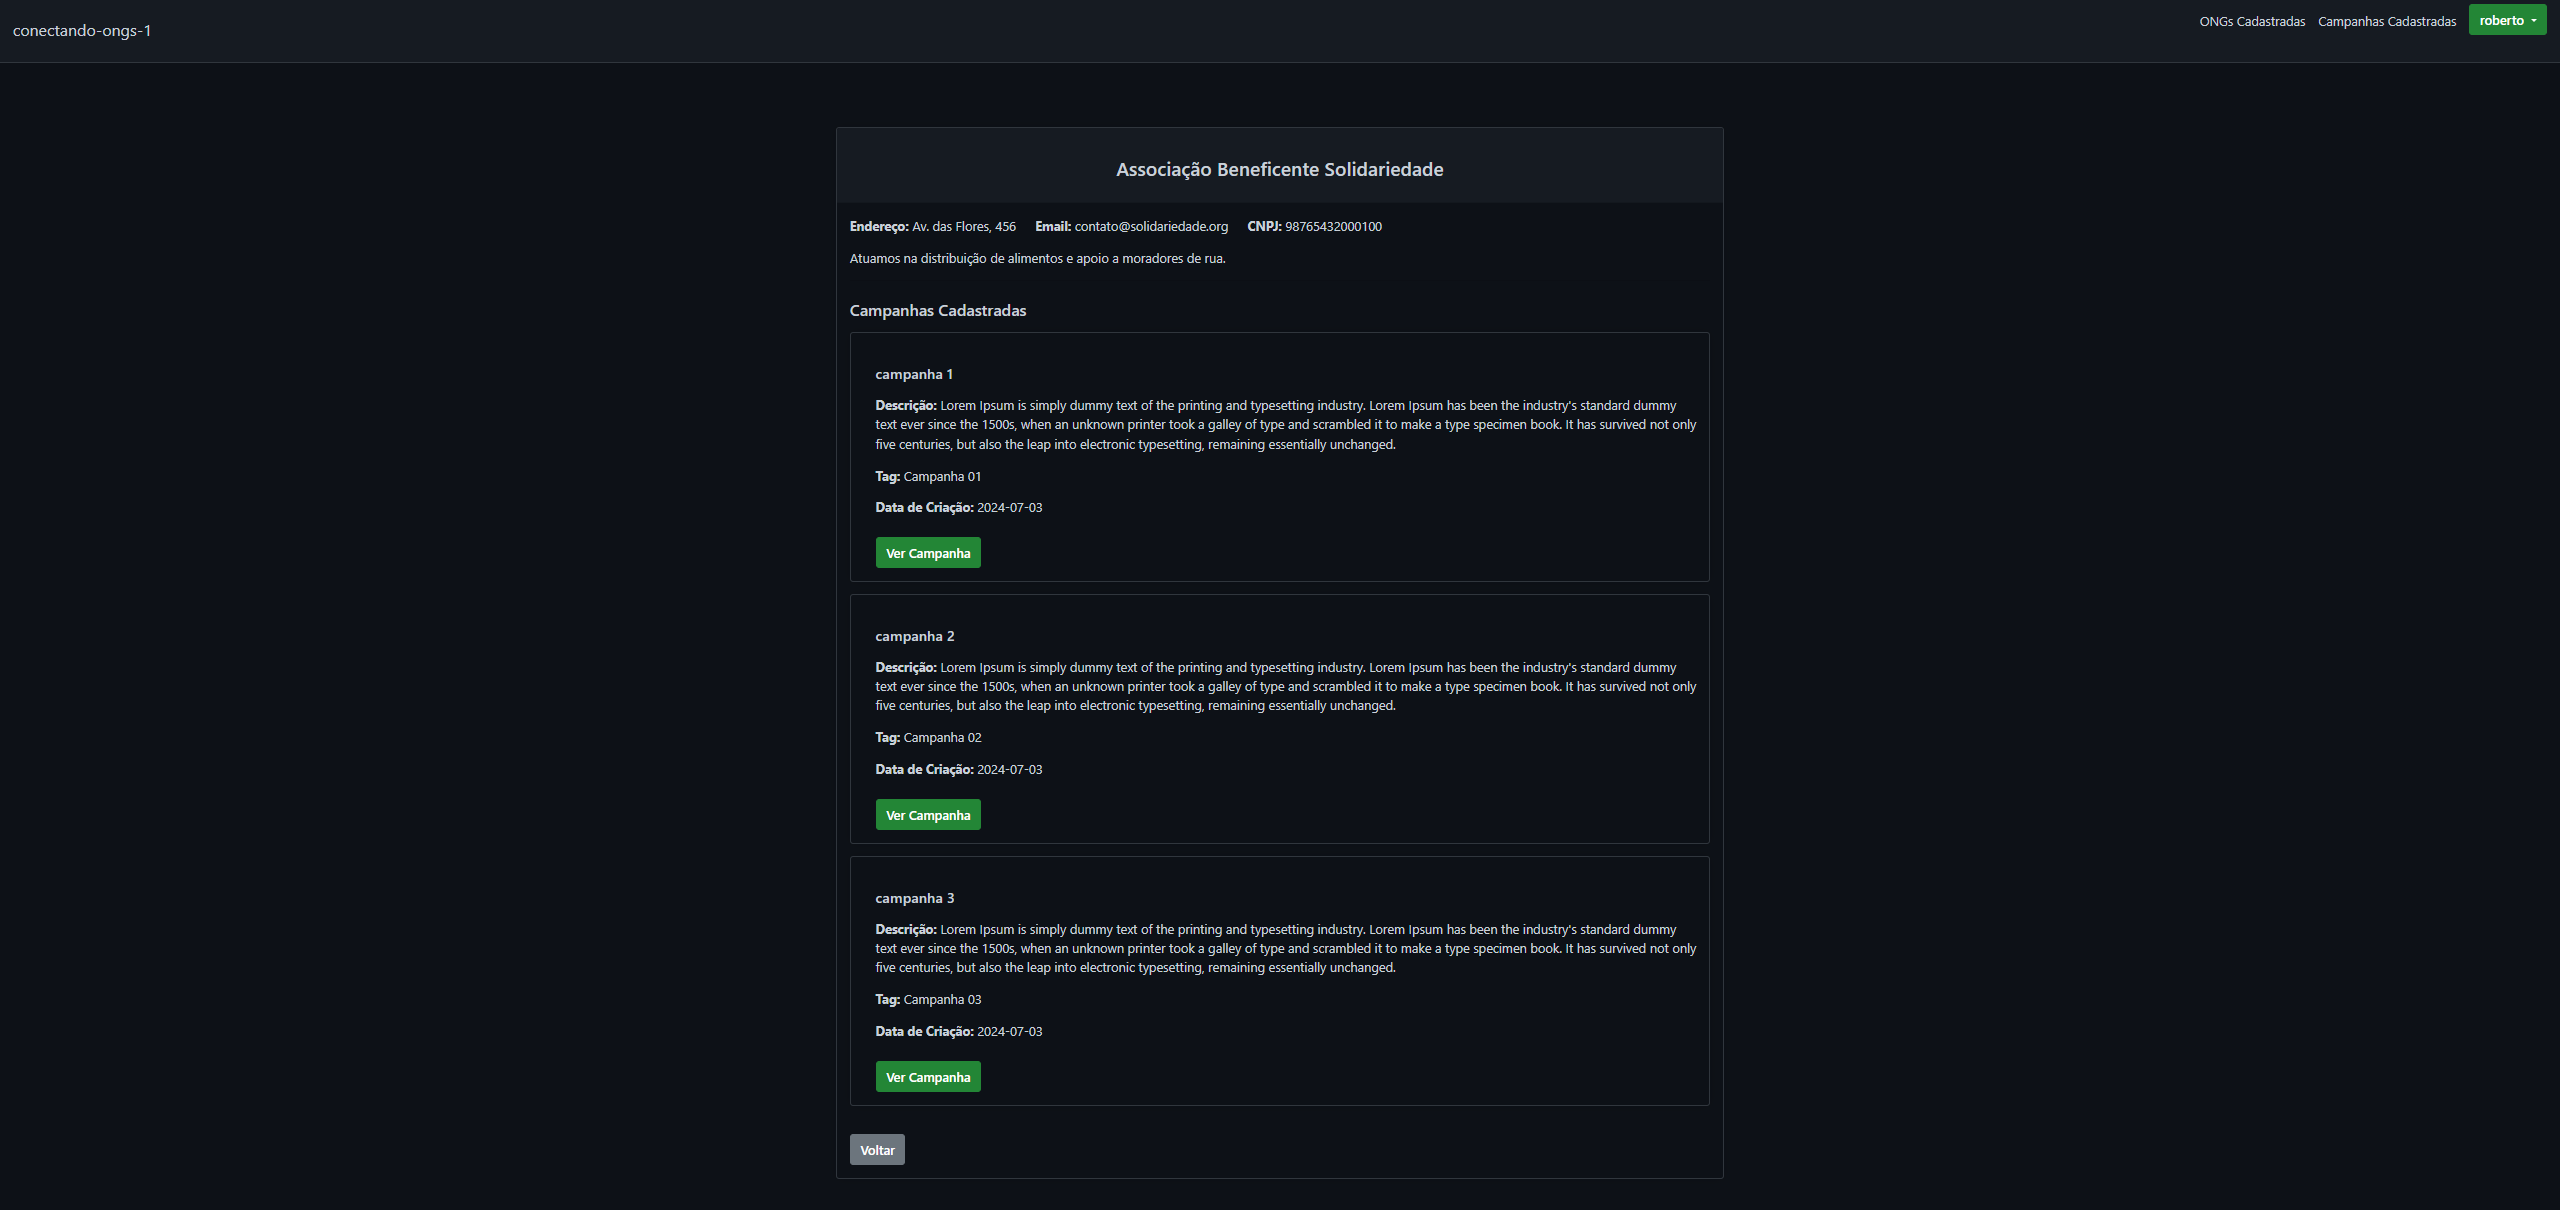 conectando-ongs-1
ONGs Cadastradas Campanhas Cadastradas roberto
Associação Beneficente Solidariedade
Endereço: Av. das Flores, 456 Email: contato@solidariedade.org CNPJ: 98765432000100
Atuamos na distribuição de alimentos e apoio a moradores de rua.
Campanhas Cadastradas
campanha 1
Descrição: Lorem Ipsum is simply dummy text of the printing and typesetting industry. Lorem Ipsum has been the industry's standard dummy
text ever since the 1500s, when an unknown printer took a galley of type and scrambled it to make a type specimen book. It has survived not only
five centuries, but also the leap into electronic typesetting, remaining essentially unchanged.
Tag: Campanha 01
Data de Criação: 2024-07-03
Ver Campanha
campanha 2
Descrição: Lorem Ipsum is simply dummy text of the printing and typesetting industry. Lorem Ipsum has been the industry's standard dummy
text ever since the 1500s, when an unknown printer took a galley of type and scrambled it to make a type specimen book. It has survived not only
five centuries, but also the leap into electronic typesetting, remaining essentially unchanged.
Tag: Campanha 02
Data de Criação: 2024-07-03
Ver Campanha
campanha 3
Descrição: Lorem Ipsum is simply dummy text of the printing and typesetting industry. Lorem Ipsum has been the industry's standard dummy
text ever since the 1500s, when an unknown printer took a galley of type and scrambled it to make a type specimen book. It has survived not only
five centuries, but also the leap into electronic typesetting, remaining essentially unchanged.
Tag: Campanha 03
Data de Criação: 2024-07-03
Ver Campanha
Voltar